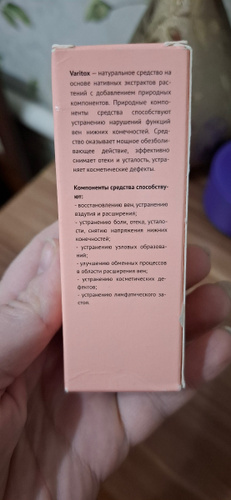 Varitox – натуральное средство на
основе нативных экстрактов рас-
тений с добавлением природных
компонентов. Природные компо-
ненты средства способствуют
устранению нарушений функций
вен нижних конечностей. Сред-
ство оказывает мощное обезболи-
вающее действие, эффективно
снимает отеки и усталость, устра-
няет косметические дефекты.
Компоненты средства способству-
ют:
- восстановлению вен, устранению
вздутия и расширения;
- устранению боли, отека, устало-
сти, снятию напряжения нижних
конечностей;
- устранению узловых образова-
ний;
- улучшению обменных процессов
в области расширения вен;
- устранению косметических де-
фектов;
- устранению лимфатического за-
стоя.